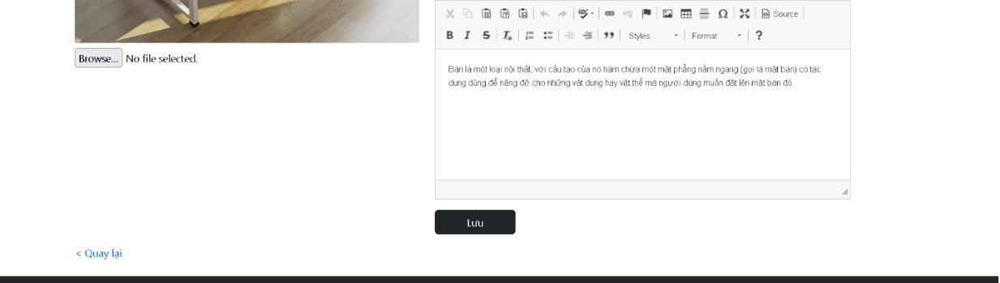 Source
Styles
Format
?
Browse... No file selected.
Bàn là một loại nội thất, với cấu tạo của nó hàm chứa một mặt phẳng nằm ngang (gọi là mặt bàn) có tác
dụng dùng để nâng đỡ cho những vật dụng hay vật thể mà người dùng muốn đặt lên mặt bàn đó.
Lưu
< Quay lại